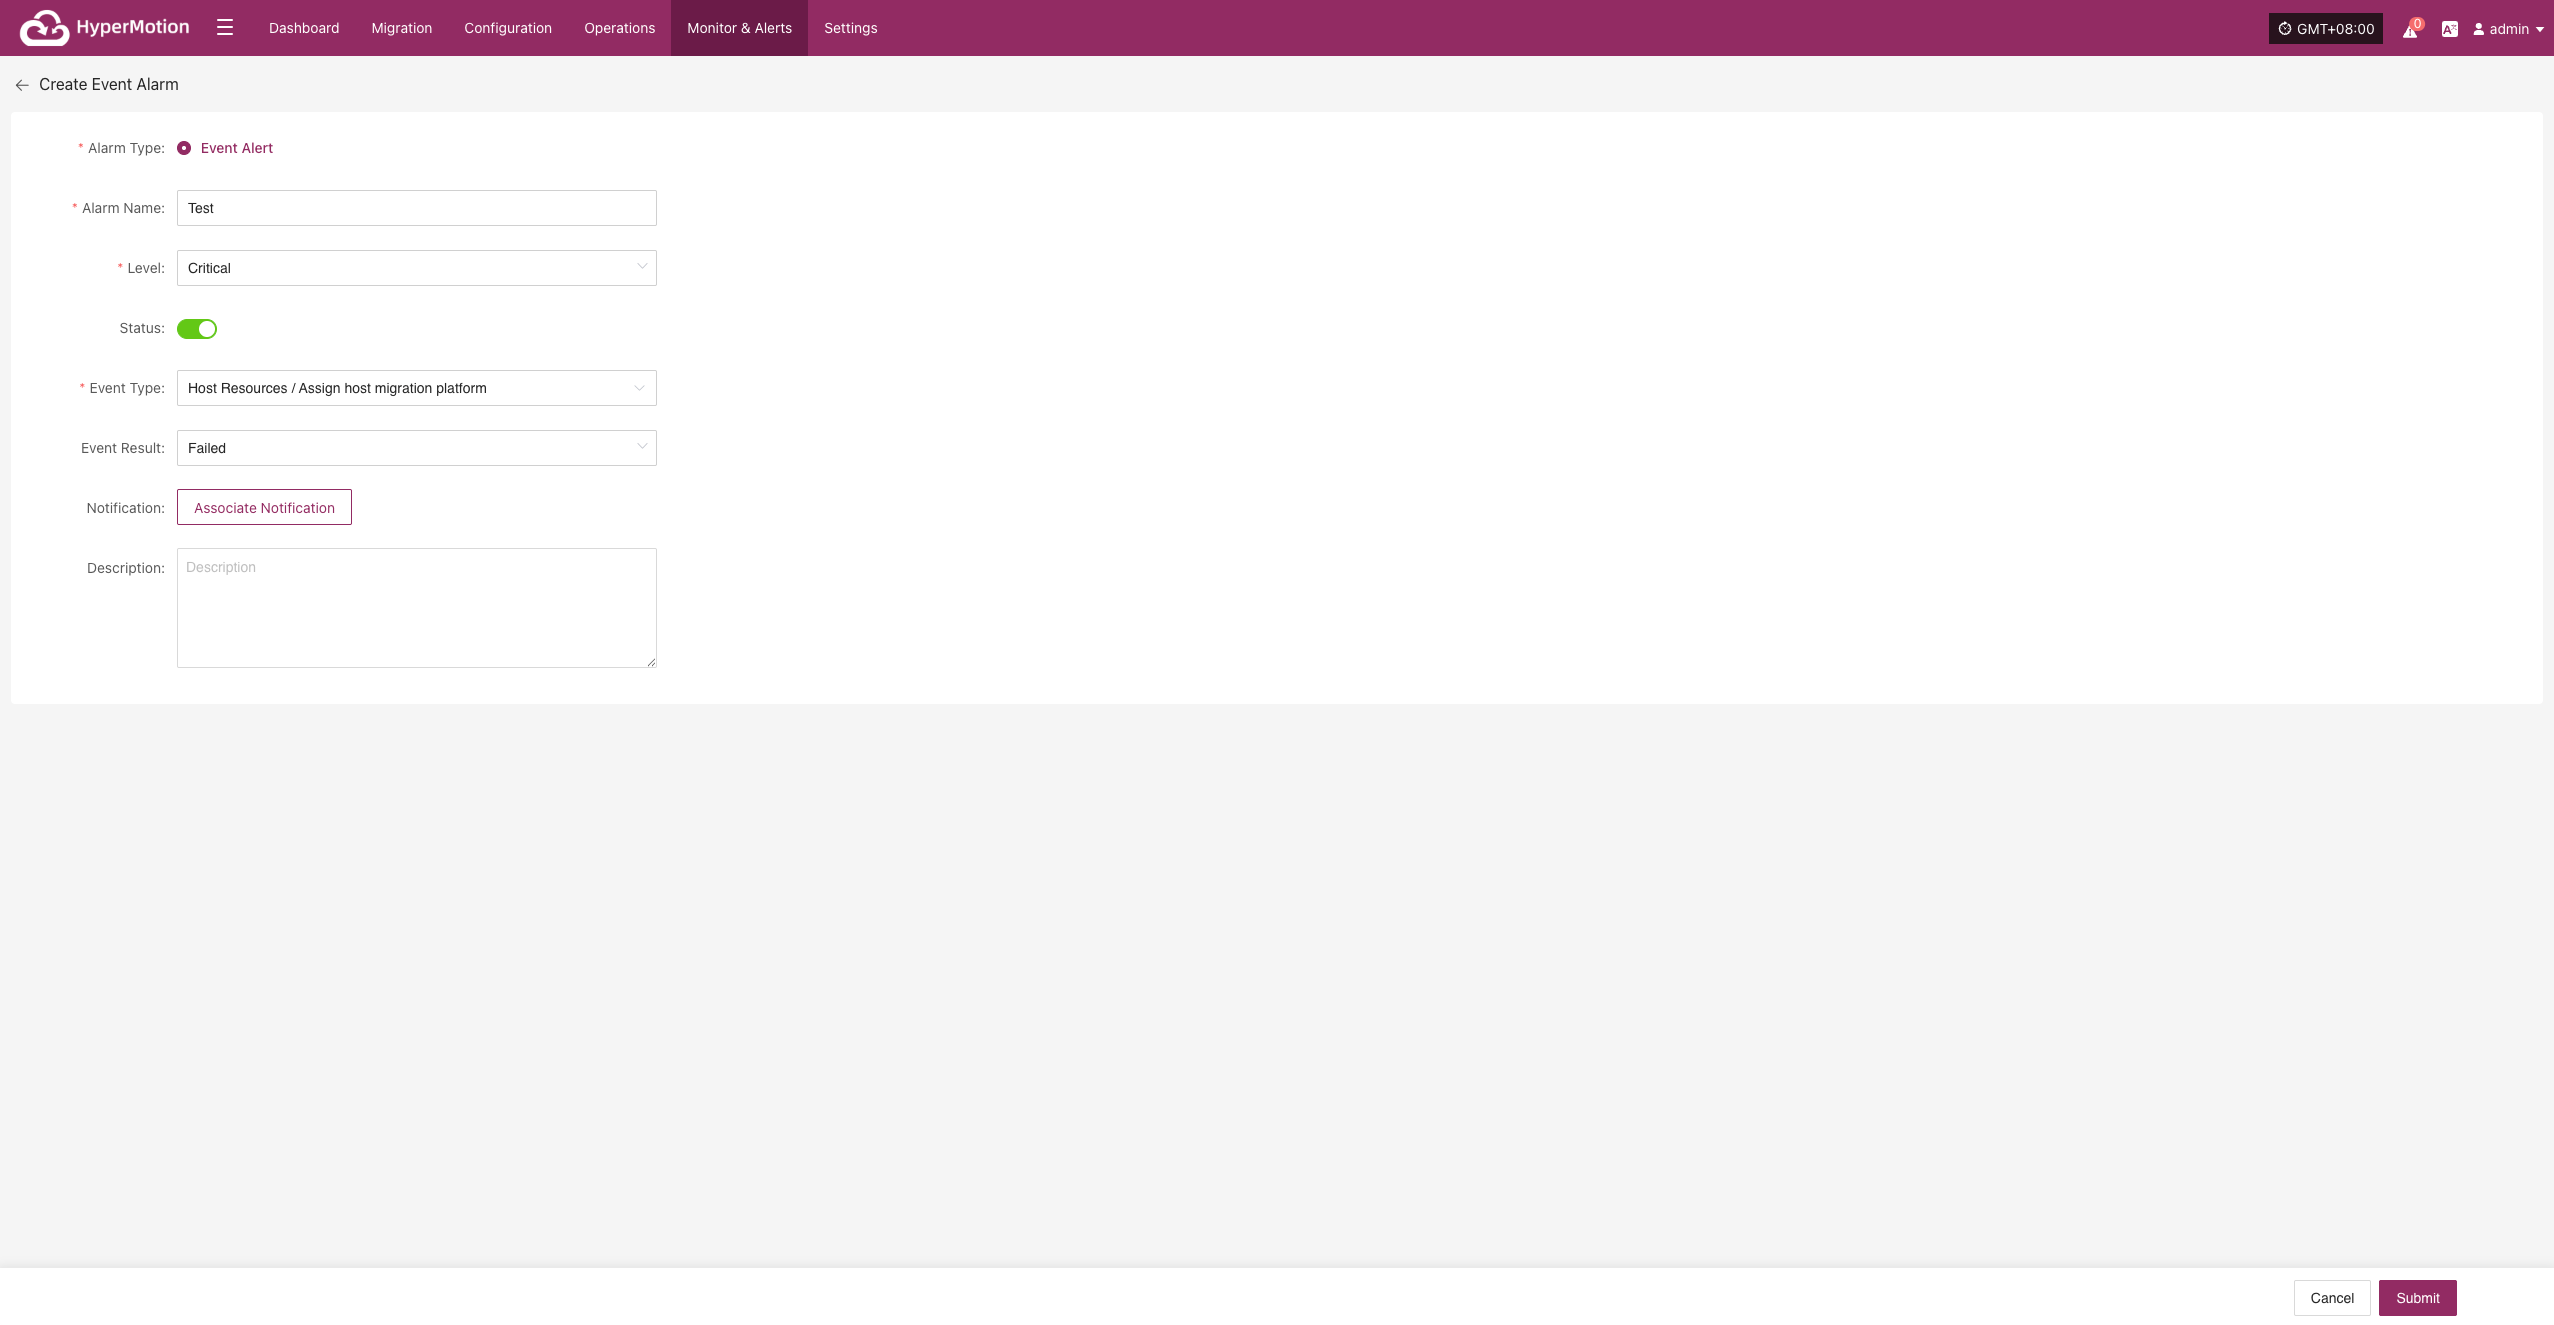 HyperMotion Dashboard Migration Configuration Operations Monitor & Alerts Settings GMT+08:00 0 admin
Create Event Alarm
* Alarm Type: Event Alert
* Alarm Name: Test
* Level: Critical
Status:
* Event Type: Host Resources / Assign host migration platform
Event Result: Failed
Notification: Associate Notification
Description: Description
Cancel Submit